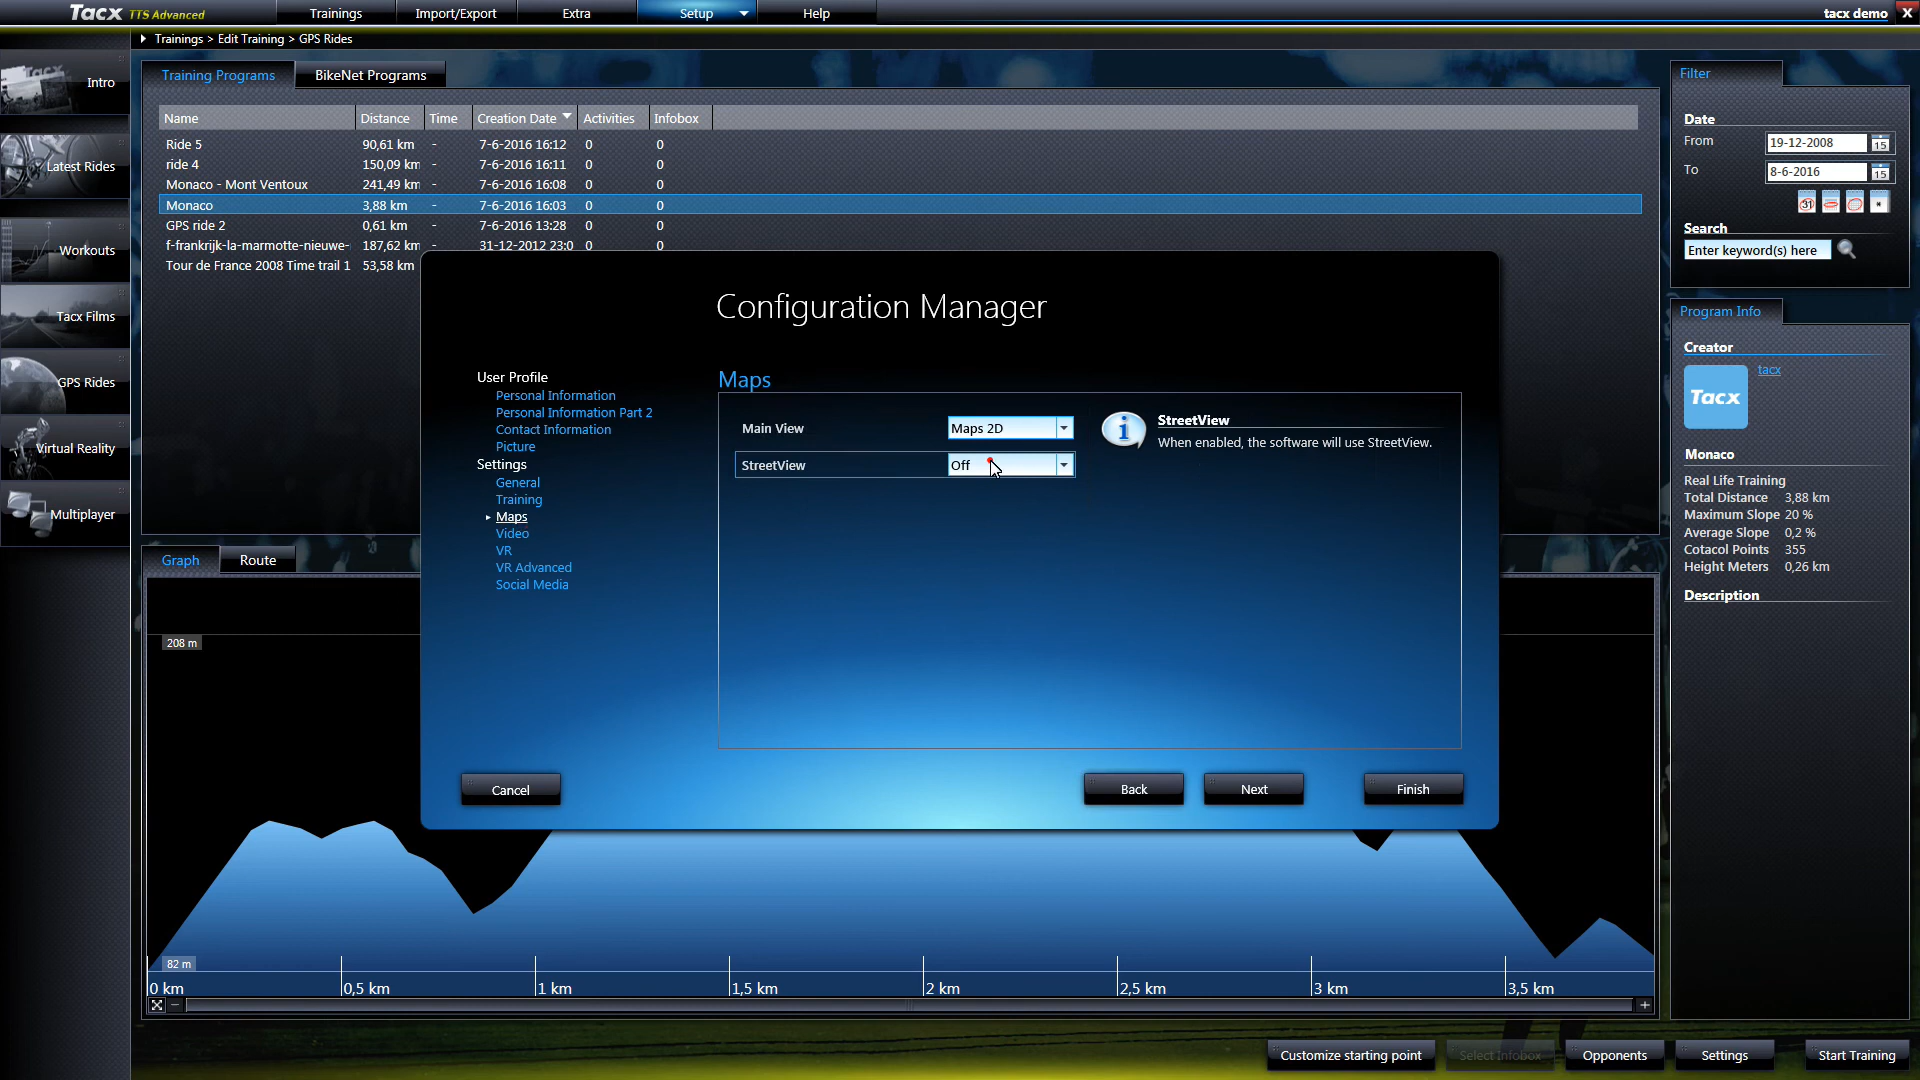 Tacx TTS Advanced
Trainings
Import/Export
Extra
Setup
Help
tacx demo
X
Trainings > Edit Training > GPS Rides
Intro
Latest Rides
Workouts
Tacx Films
GPS Rides
Virtual Reality
Multiplayer
Training Programs
BikeNet Programs
Name Distance Time Creation Date Activities Infobox
Ride 5 90,61 km - 7-6-2016 16:12 0 0
ride 4 150,09 km - 7-6-2016 16:11 0 0
Monaco - Mont Ventoux 241,49 km - 7-6-2016 16:08 0 0
Monaco 3,88 km - 7-6-2016 16:03 0 0
GPS ride 2 0,61 km - 7-6-2016 13:28 0 0
f-frankrijk-la-marmotte-nieuwe- 187,62 km - 31-12-2012 23:0 0 0
Tour de France 2008 Time trial 1 53,58 km
Configuration Manager
User Profile
Personal Information
Personal Information Part 2
Contact Information
Picture
Settings
General
Training
Maps
Video
VR
VR Advanced
Social Media
Maps
Main View Maps 2D
StreetView Off
StreetView
When enabled, the software will use StreetView.
Cancel
Back
Next
Finish
Graph
Route
208 m
82 m
0 km 0,5 km 1 km 1,5 km 2 km 2,5 km 3 km 3,5 km
Filter
Date
From 19-12-2008 15
To 8-6-2016 15
31
Search
Enter keyword(s) here
Program Info
Creator
Tacx
tacx
Monaco
Real Life Training
Total Distance 3,88 km
Maximum Slope 20 %
Average Slope 0,2 %
Cotacol Points 355
Height Meters 0,26 km
Description
Customize starting point
Select Infobox
Opponents
Settings
Start Training